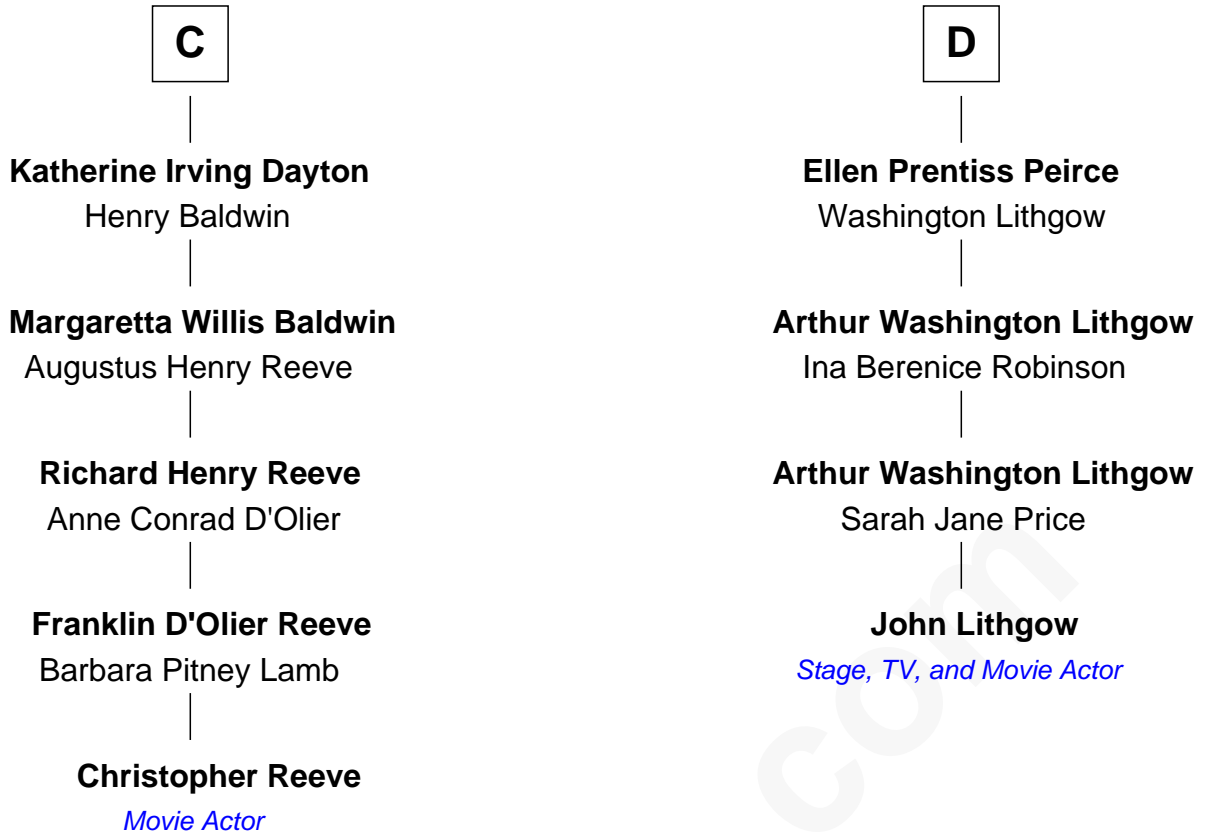 C
Katherine Irving Dayton
Henry Baldwin
Margaretta Willis Baldwin
Augustus Henry Reeve
Richard Henry Reeve
Anne Conrad D'Olier
Franklin D'Olier Reeve
Barbara Pitney Lamb
Christopher Reeve
Movie Actor
D
Ellen Prentiss Peirce
Washington Lithgow
Arthur Washington Lithgow
Ina Berenice Robinson
Arthur Washington Lithgow
Sarah Jane Price
John Lithgow
Stage, TV, and Movie Actor
com